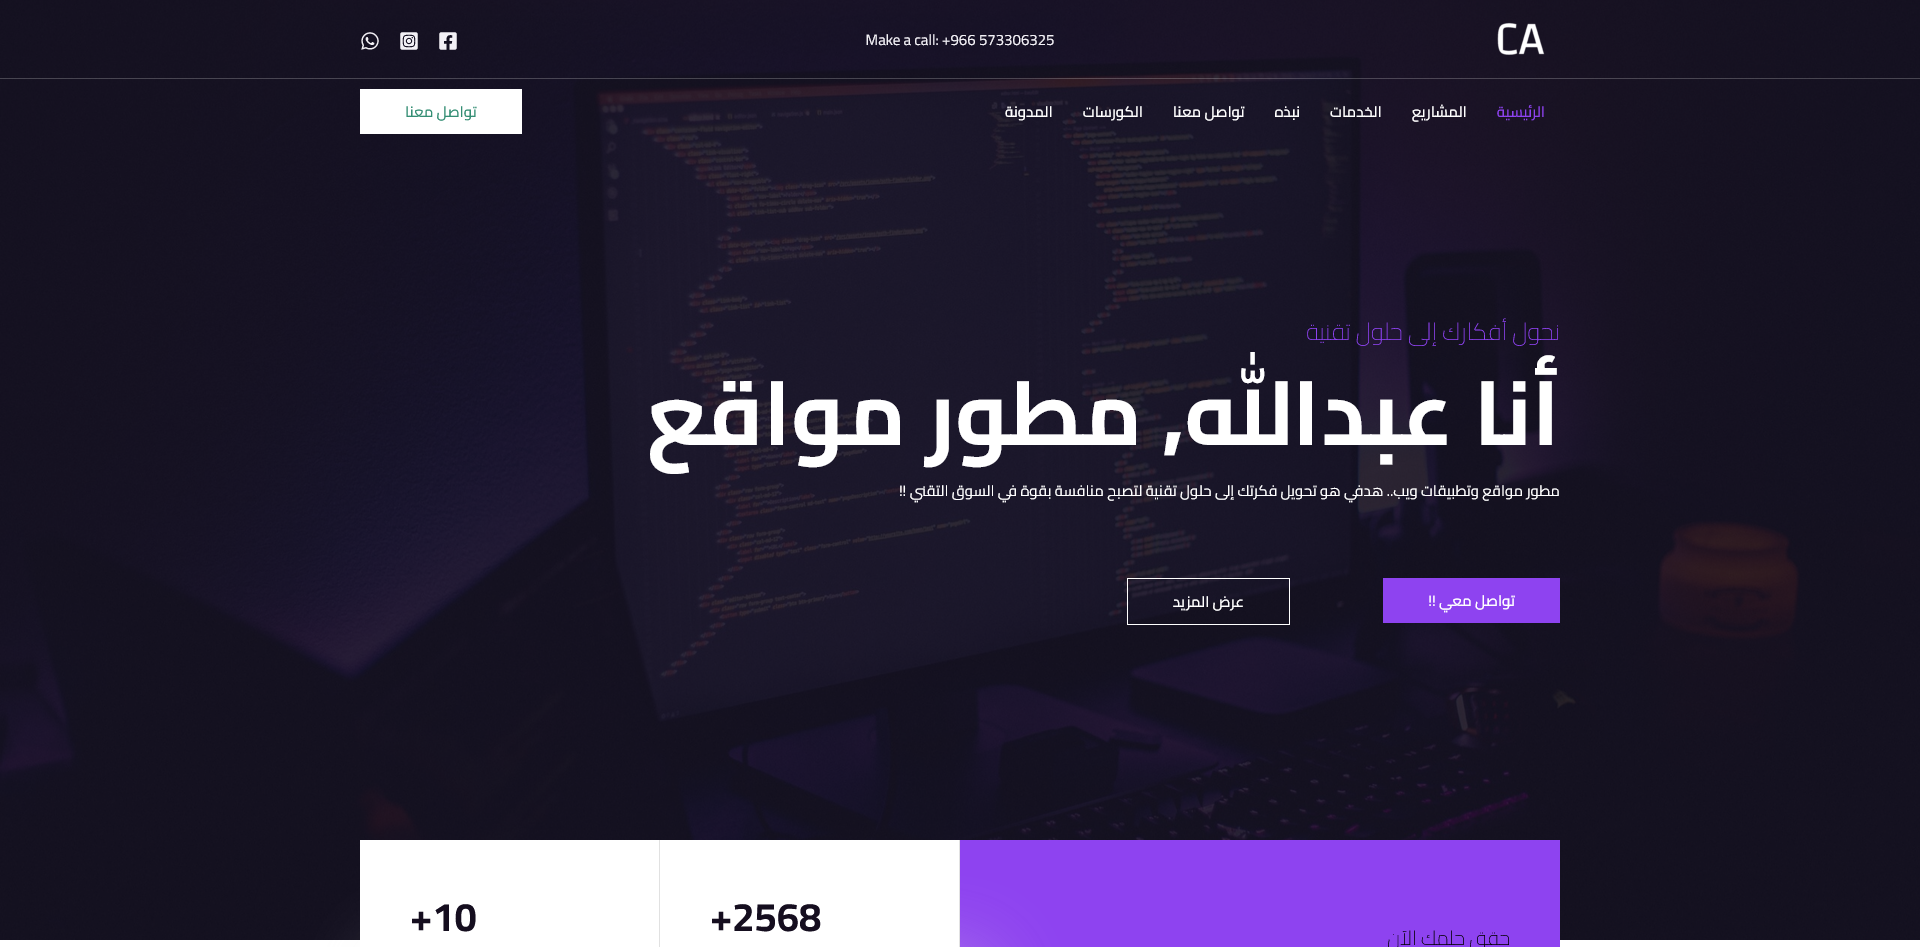 CA
Make a call: +966 573306325
الرئيسية
المشاريع
الخدمات
نبذه
تواصل معنا
الكورسات
المدونة
تواصل معنا
نحول أفكارك إلى حلول تقنية
أنا عبدالله, مطور مواقع
مطور مواقع وتطبيقات ويب.. هدفي هو تحويل فكرتك إلى حلول تقنية لتصبح منافسة بقوة في السوق التقني !!
تواصل معي !!
عرض المزيد
حقق حلمك الآن
+2568
+10